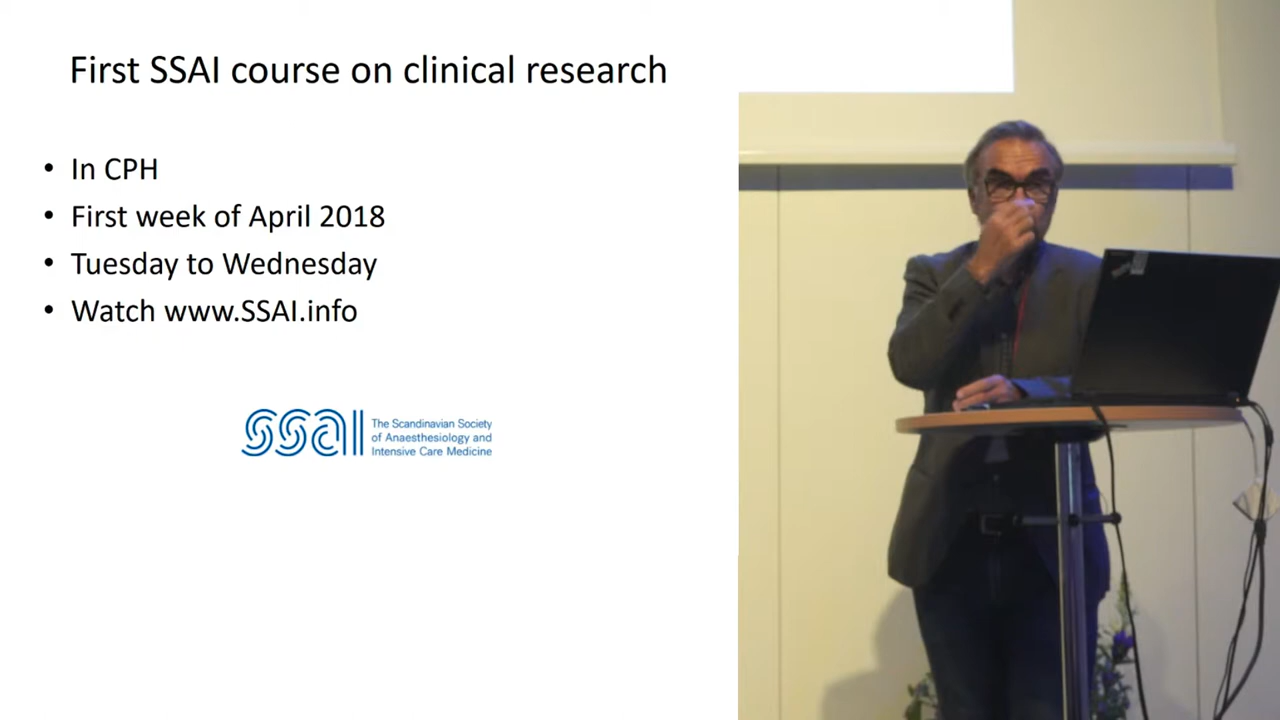 First SSAI course on clinical research
• In CPH
• First week of April 2018
• Tuesday to Wednesday
• Watch www.SSAI.info
ssai
The Scandinavian Society
of Anaesthesiology and
Intensive Care Medicine
ThinkPad